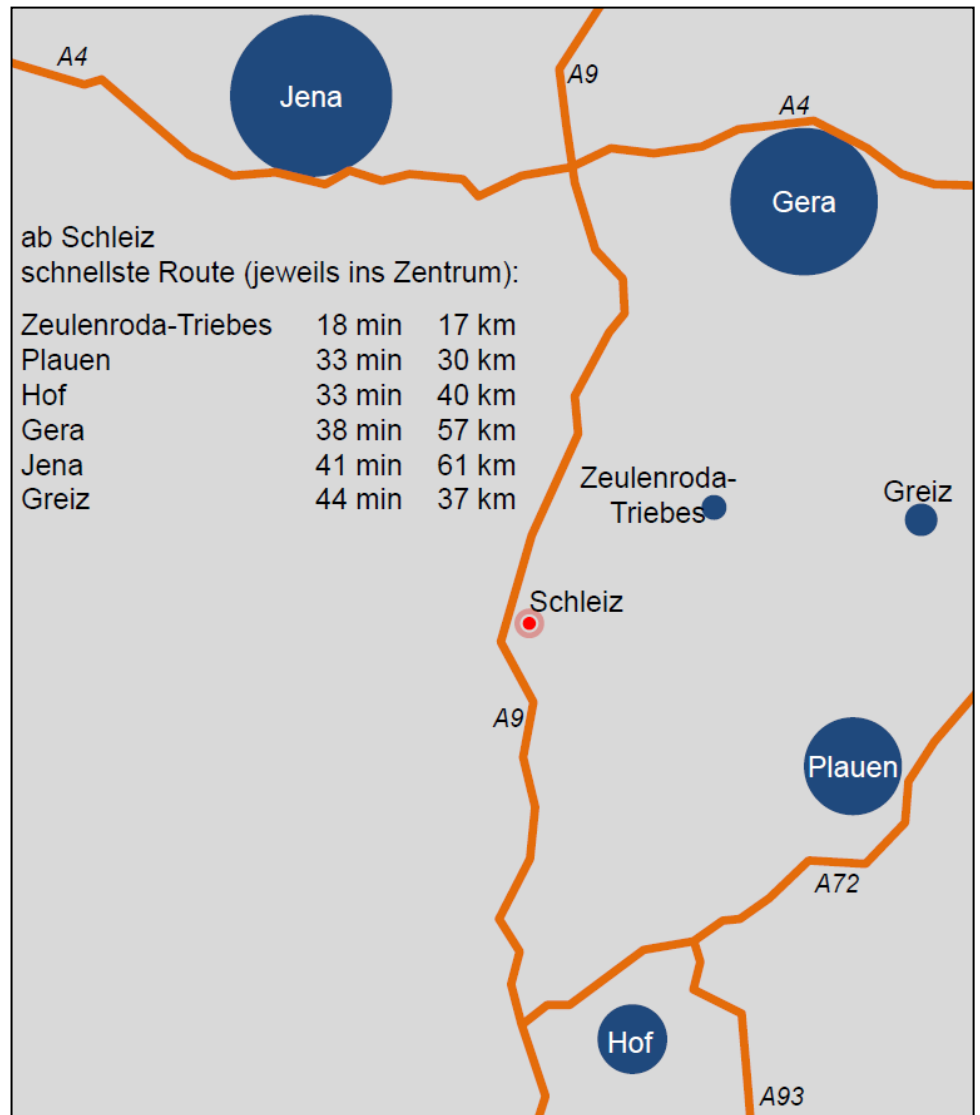 A4
Jena
A9
A4
Gera
ab Schleiz
schnellste Route (jeweils ins Zentrum):
Zeulenroda-Triebes 18 min 17 km
Plauen 33 min 30 km
Hof 33 min 40 km
Gera 38 min 57 km
Jena 41 min 61 km
Greiz 44 min 37 km
Zeulenroda-
Triebes
Greiz
Schleiz
A9
Plauen
A72
Hof
A93